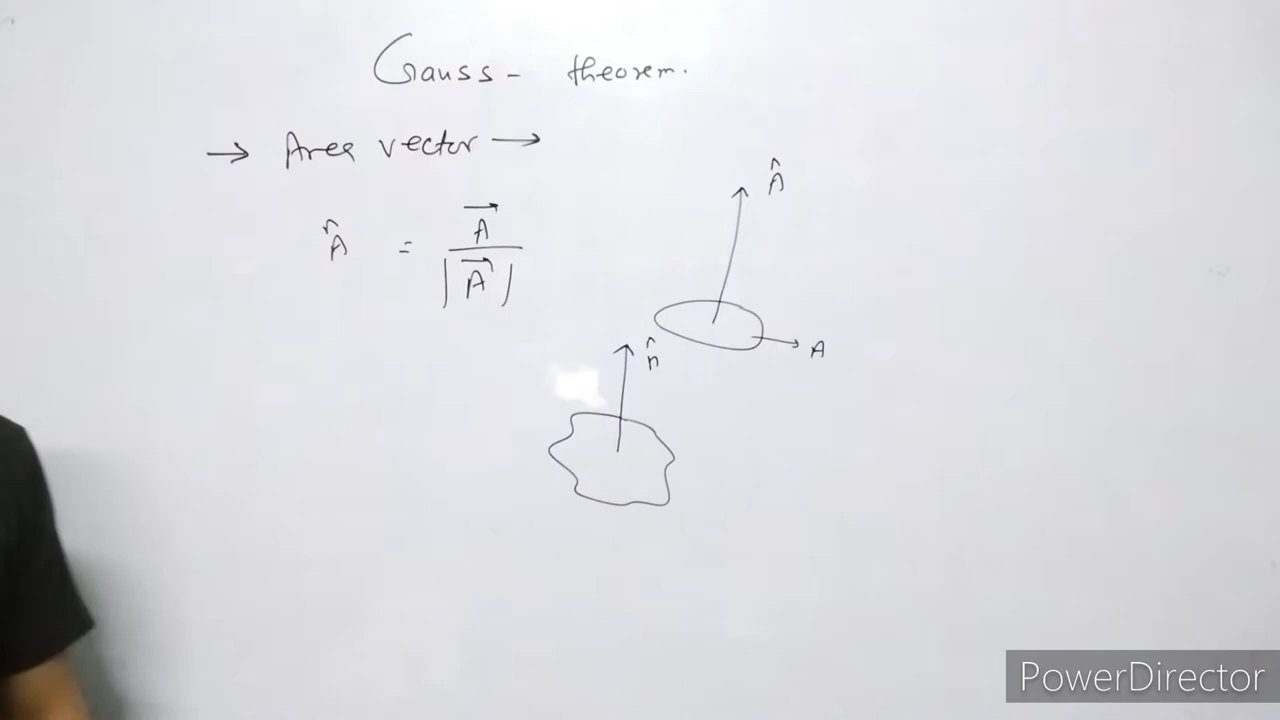 Gauss - theorem.
→ Area vector →
Â = A⃗ / |A⃗|
Â
A
n̂
PowerDirector